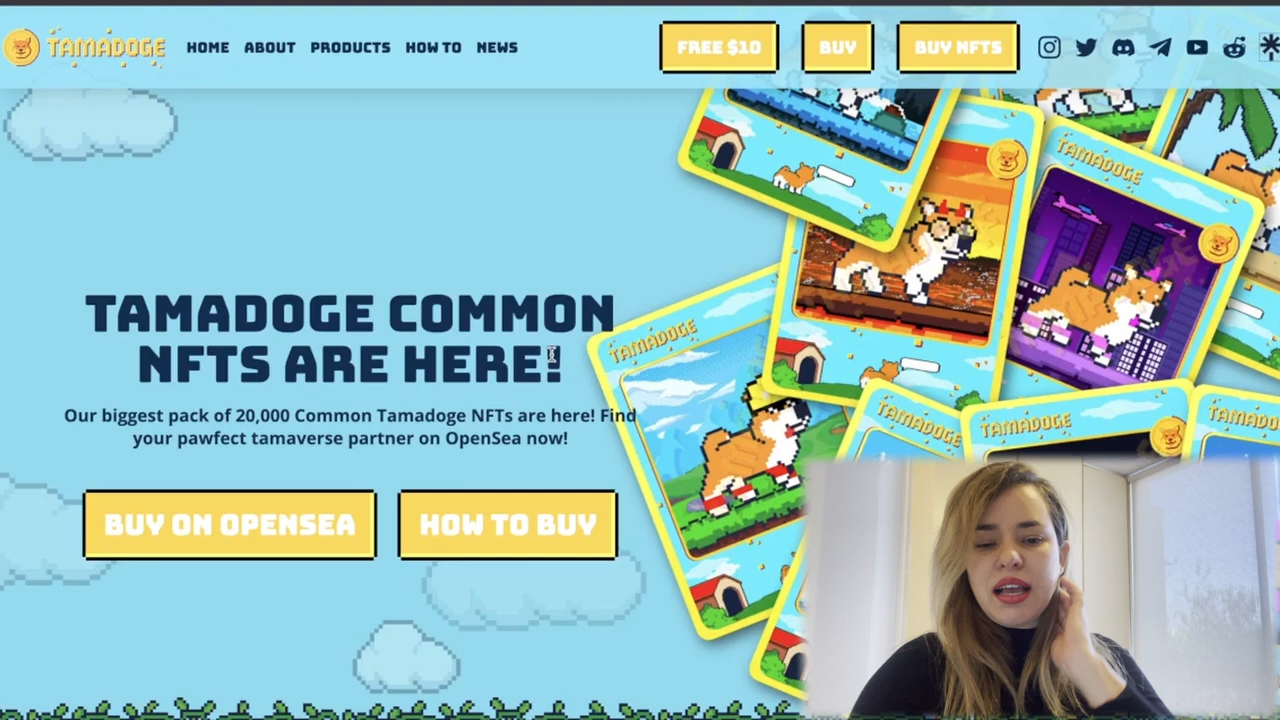 TAMADOGE
HOME ABOUT PRODUCTS HOW TO NEWS
FREE $10
BUY
BUY NFTS
TAMADOGE COMMON
NFTS ARE HERE!
Our biggest pack of 20,000 Common Tamadoge NFTs are here! Find
your pawfect tamaverse partner on OpenSea now!
BUY ON OPENSEA
HOW TO BUY
TAMADOGE
TAMADOGE
TAMADOGE
TAMADOGE